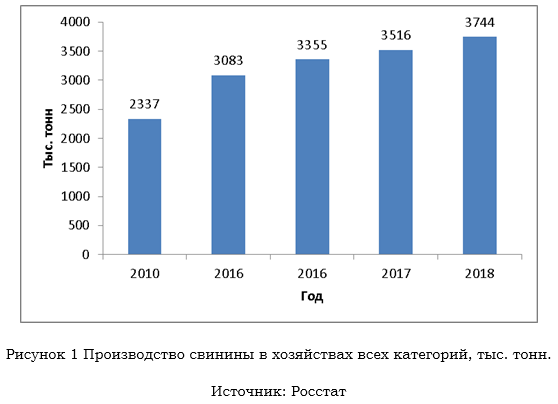 4000
3500
3000
2500
2000
1500
1000
500
0
Тыс. тонн
2337
3083
3355
3516
3744
2010 2016 2016 2017 2018
Год
Рисунок 1 Производство свинины в хозяйствах всех категорий, тыс. тонн.
Источник: Росстат